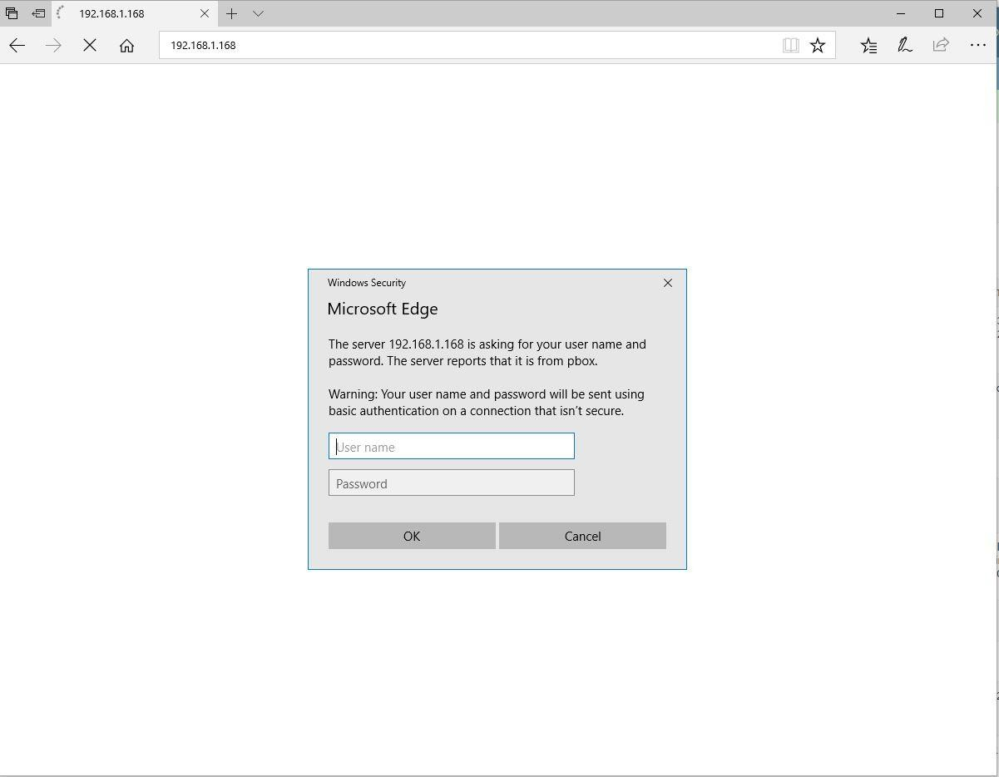 192.168.1.168
192.168.1.168
Windows Security
Microsoft Edge
The server 192.168.1.168 is asking for your user name and
password. The server reports that it is from pbox.
Warning: Your user name and password will be sent using
basic authentication on a connection that isn't secure.
User name
Password
OK Cancel